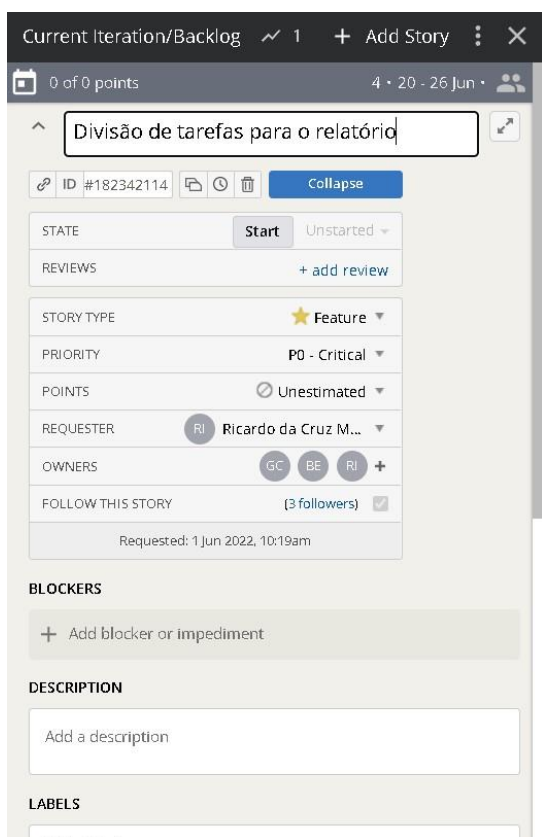 Current Iteration/Backlog 1 + Add Story
0 of 0 points 4 • 20 - 26 Jun •
Divisão de tarefas para o relatório
ID #182342114 Collapse
STATE Start Unstarted
REVIEWS + add review
STORY TYPE Feature
PRIORITY P0 - Critical
POINTS Unestimated
REQUESTER RI Ricardo da Cruz M...
OWNERS GC BE RI +
FOLLOW THIS STORY (3 followers)
Requested: 1 Jun 2022, 10:19am
BLOCKERS
+ Add blocker or impediment
DESCRIPTION
Add a description
LABELS